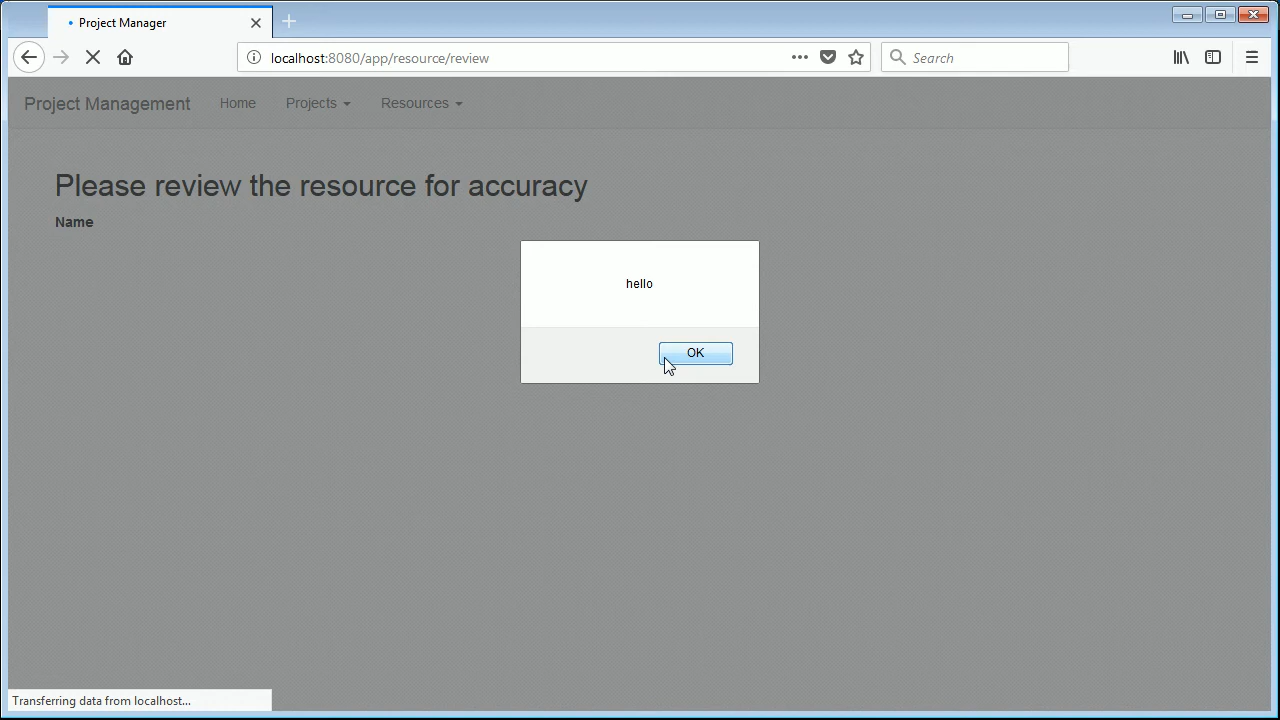 Project Manager
localhost:8080/app/resource/review
Search
Project Management Home Projects Resources
Please review the resource for accuracy
Name
hello
OK
Transferring data from localhost...